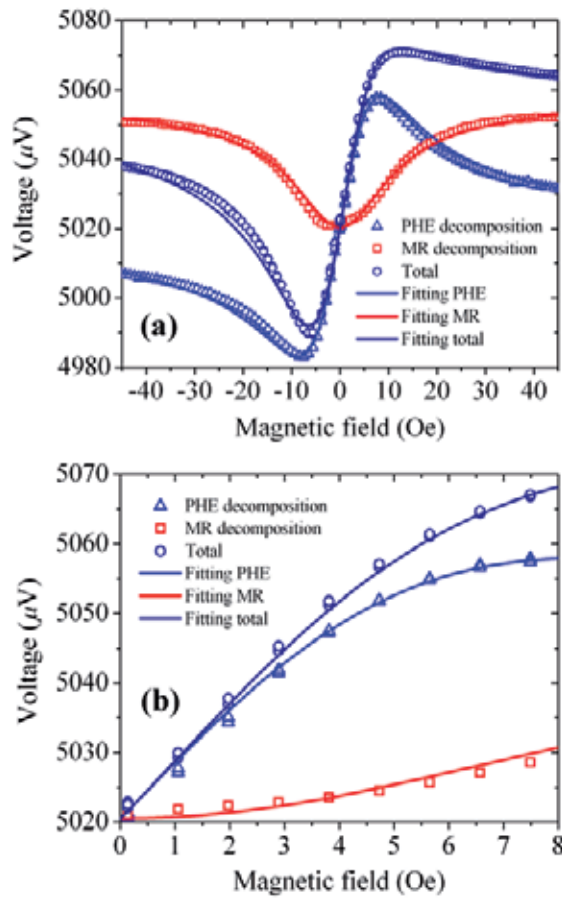 5080
5060
5040
5020
5000
4980
Voltage (μV)
PHE decomposition
MR decomposition
Total
Fitting PHE
Fitting MR
Fitting total
(a)
-40 -30 -20 -10 0 10 20 30 40
Magnetic field (Oe)
5070
5060
5050
5040
5030
5020
Voltage (μV)
PHE decomposition
MR decomposition
Total
Fitting PHE
Fitting MR
Fitting total
(b)
0 1 2 3 4 5 6 7 8
Magnetic field (Oe)